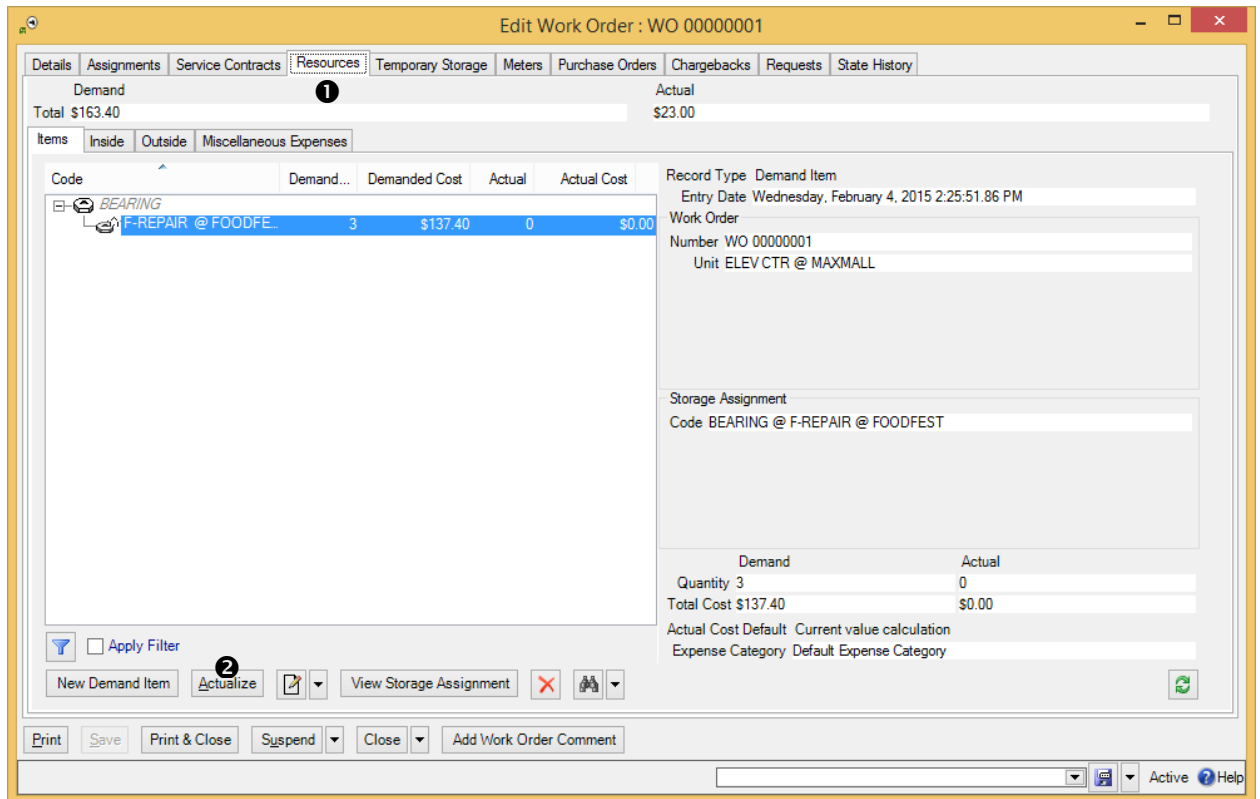 Edit Work Order : WO 00000001
Details Assignments Service Contracts Resources Temporary Storage Meters Purchase Orders Chargebacks Requests State History
Demand ❶ Actual
Total $163.40 $23.00
Items Inside Outside Miscellaneous Expenses
Code Demand... Demanded Cost Actual Actual Cost
BEARING
F-REPAIR @ FOODFE... 3 $137.40 0 $0.00
Record Type Demand Item
Entry Date Wednesday, February 4, 2015 2:25:51.86 PM
Work Order
Number WO 00000001
Unit ELEV CTR @ MAXMALL
Storage Assignment
Code BEARING @ F-REPAIR @ FOODFEST
Demand Actual
Quantity 3 0
Total Cost $137.40 $0.00
Actual Cost Default Current value calculation
Expense Category Default Expense Category
Apply Filter
❷
New Demand Item Actualize View Storage Assignment
Print Save Print & Close Suspend Close Add Work Order Comment
Active Help